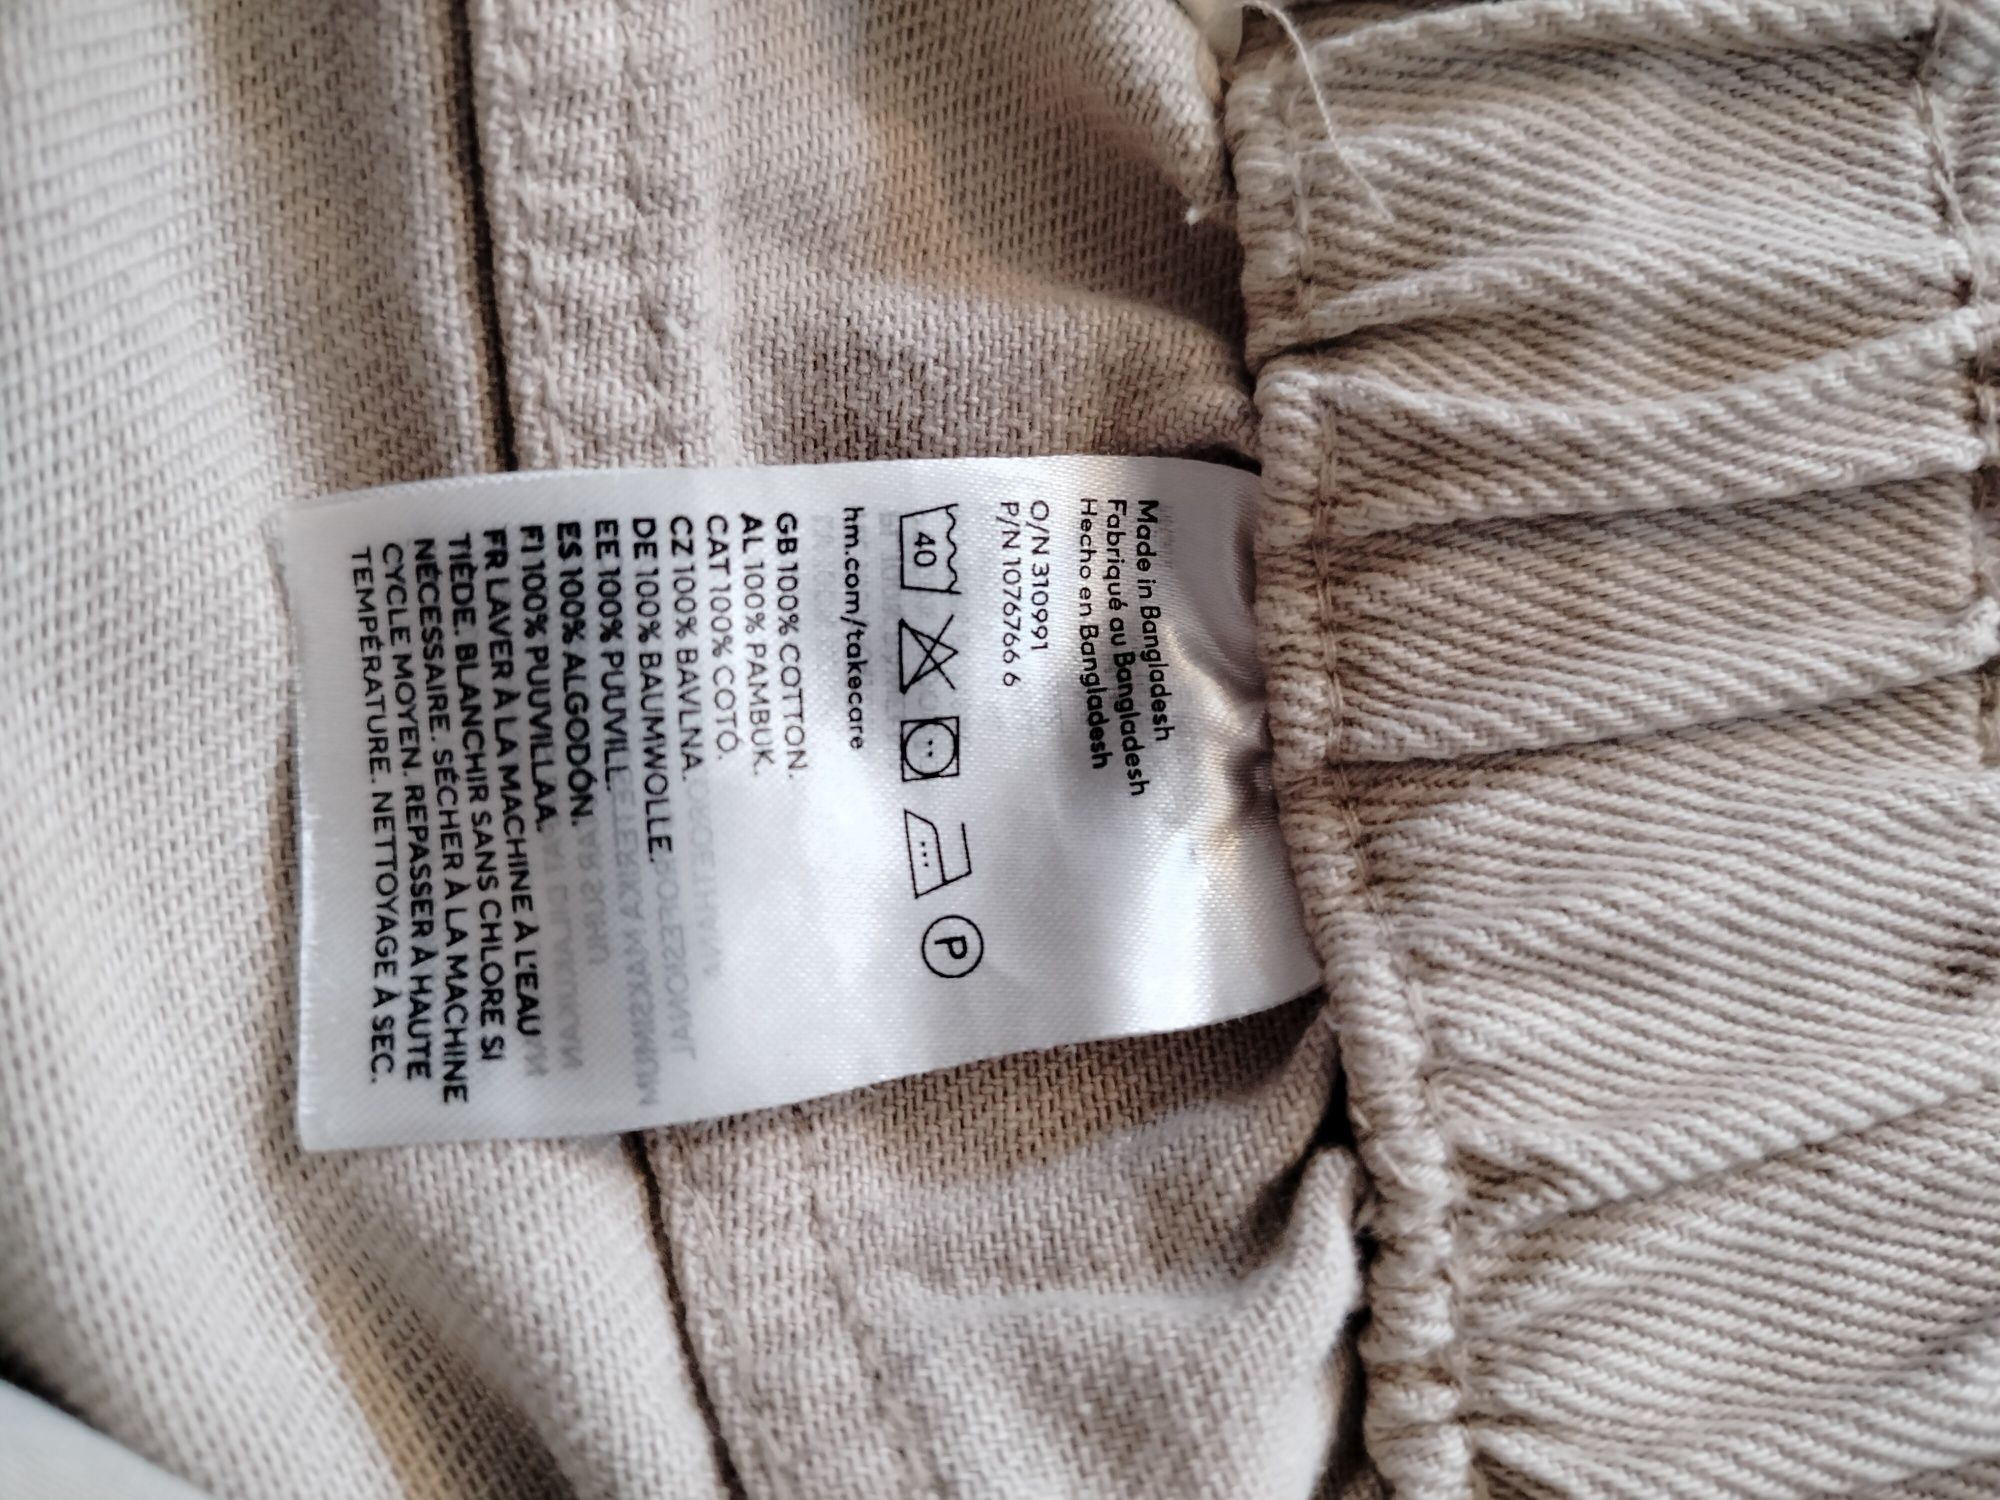 Made in Bangladesh
Fabriqué au Bangladesh
Hecho en Bangladesh
O/N 310991
P/N 1076766 6
40
P
hm.com/takecare
GB 100% COTTON.
AL 100% PAMBUK.
CAT 100% COTÓ.
CZ 100% BAVLNA.
DE 100% BAUMWOLLE.
EE 100% PUUVILL.
ES 100% ALGODÓN.
FI 100% PUUVILLAA.
FR LAVER À LA MACHINE À L'EAU
TIÈDE. BLANCHIR SANS CHLORE SI
NÉCESSAIRE. SÉCHER À LA MACHINE
CYCLE MOYEN. REPASSER À HAUTE
TEMPÉRATURE. NETTOYAGE À SEC.